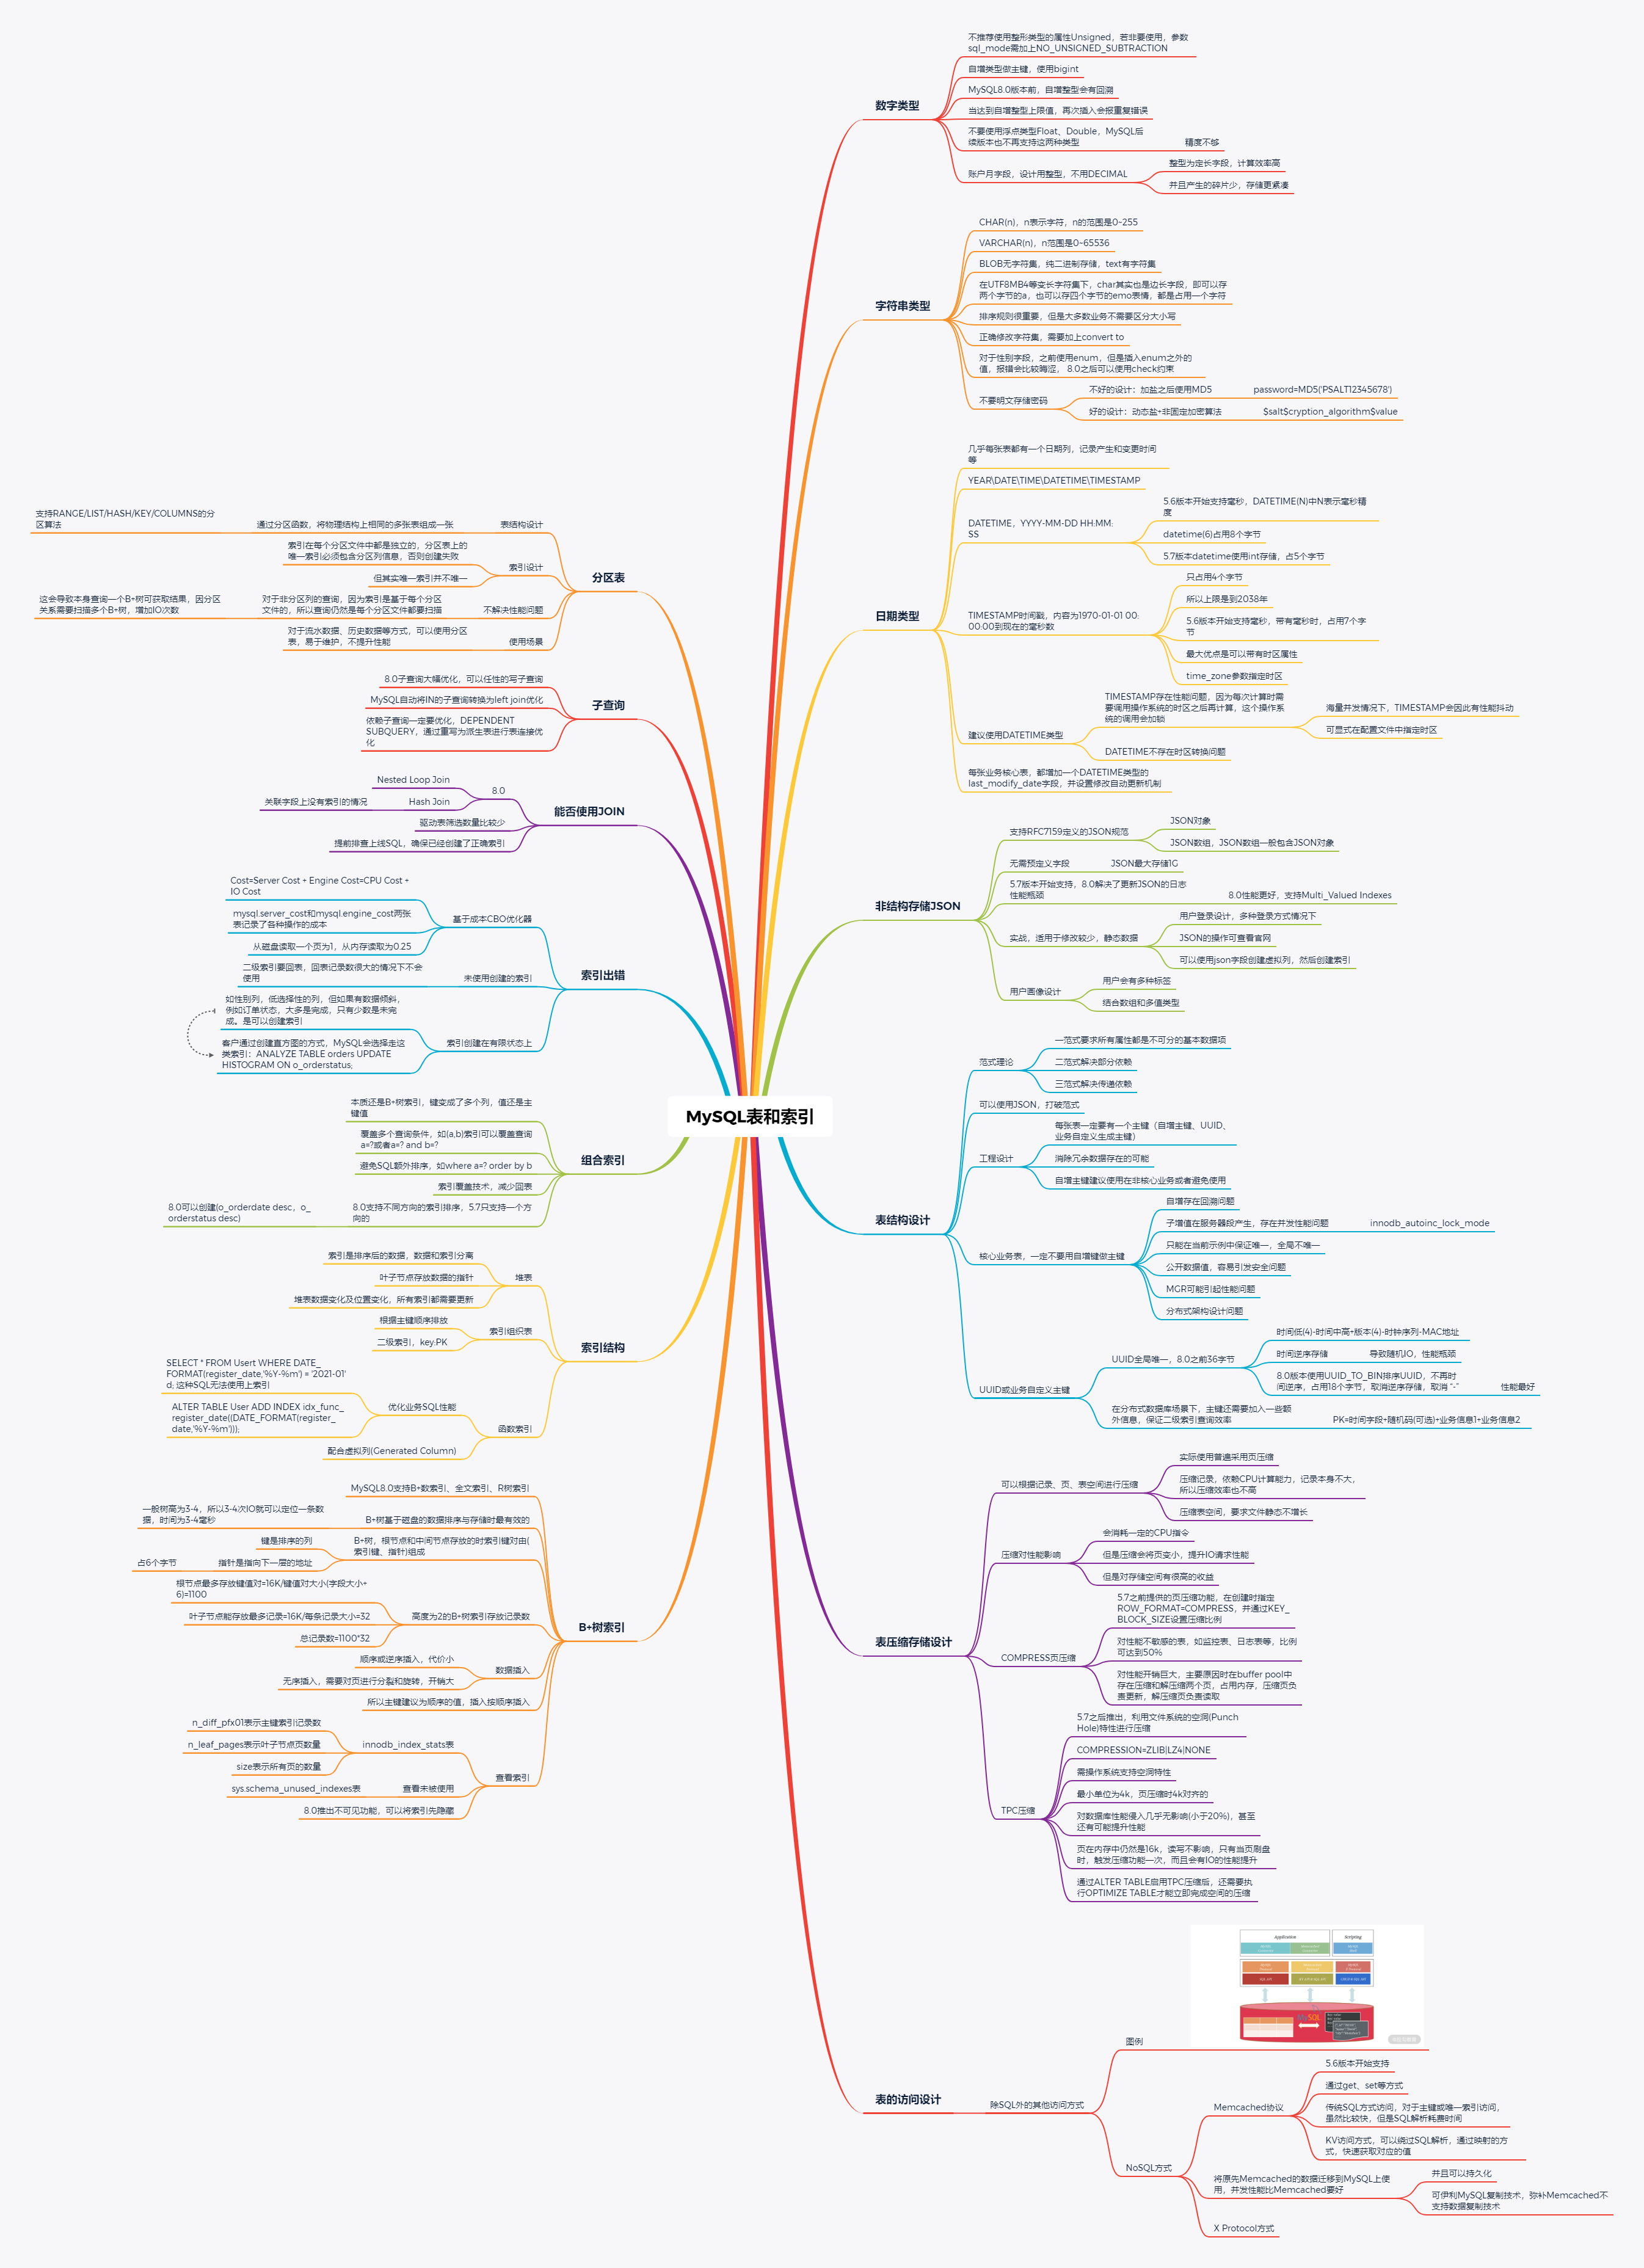 MySQL表和索引
数字类型
不推荐使用整形类型的属性Unsigned，若非要使用，参数
sql_mode需加上NO_UNSIGNED_SUBTRACTION
自增类型做主键，使用bigint
MySQL8.0版本前，自增整型会有回溯
当达到自增整型上限值，再次插入会报重复错误
不要使用浮点类型Float、Double，MySQL后
续版本也不再支持这两种类型
精度不够
账户月字段，设计用整型，不用DECIMAL
整型为定长字段，计算效率高
并且产生的碎片少，存储更紧凑
字符串类型
CHAR(n)，n表示字符，n的范围是0~255
VARCHAR(n)，n范围是0~65536
BLOB无字符集，纯二进制存储，text有字符集
在UTF8MB4等变长字符集下，char其实也是边长字段，即可以存
两个字节的a，也可以存四个字节的emo表情，都是占用一个字符
排序规则很重要，但是大多数业务不需要区分大小写
正确修改字符集，需要加上convert to
对于性别字段，之前使用enum，但是插入enum之外的
值，报错会比较晦涩， 8.0之后可以使用check约束
不要明文存储密码
不好的设计：加盐之后使用MD5
password=MD5('PSALT12345678')
好的设计：动态盐+非固定加密算法
$salt$cryption_algorithm$value
日期类型
几乎每张表都有一个日期列，记录产生和变更时间
等
YEAR\DATE\TIME\DATETIME\TIMESTAMP
DATETIME，YYYY-MM-DD HH:MM:
SS
5.6版本开始支持毫秒，DATETIME(N)中N表示毫秒精
度
datetime(6)占用8个字节
5.7版本datetime使用int存储，占5个字节
TIMESTAMP时间戳，内容为1970-01-01 00:
00:00到现在的毫秒数
只占用4个字节
所以上限是到2038年
5.6版本开始支持毫秒，带有毫秒时，占用7个字
节
最大优点是可以带有时区属性
time_zone参数指定时区
建议使用DATETIME类型
TIMESTAMP存在性能问题，因为每次计算时需
要调用操作系统的时区之后再计算，这个操作系
统的调用会加锁
海量并发情况下，TIMESTAMP会因此有性能抖动
可显式在配置文件中指定时区
DATETIME不存在时区转换问题
每张业务核心表，都增加一个DATETIME类型的
last_modify_date字段，并设置修改自动更新机制
非结构存储JSON
支持RFC7159定义的JSON规范
JSON对象
JSON数组，JSON数组一般包含JSON对象
无需预定义字段
JSON最大存储1G
5.7版本开始支持，8.0解决了更新JSON的日志
性能瓶颈
8.0性能更好，支持Multi_Valued Indexes
实战，适用于修改较少，静态数据
用户登录设计，多种登录方式情况下
JSON的操作可查看官网
可以使用json字段创建虚拟列，然后创建索引
用户画像设计
用户会有多种标签
结合数组和多值类型
表结构设计
范式理论
一范式要求所有属性都是不可分的基本数据项
二范式解决部分依赖
三范式解决传递依赖
可以使用JSON，打破范式
工程设计
每张表一定要有一个主键（自增主键、UUID、
业务自定义生成主键）
消除冗余数据存在的可能
自增主键建议使用在非核心业务或者避免使用
核心业务表，一定不要用自增键做主键
自增存在回溯问题
子增值在服务器段产生，存在并发性能问题
innodb_autoinc_lock_mode
只能在当前示例中保证唯一，全局不唯一
公开数据值，容易引发安全问题
MGR可能引起性能问题
分布式架构设计问题
UUID或业务自定义主键
UUID全局唯一，8.0之前36字节
时间低(4)-时间中高+版本(4)-时钟序列-MAC地址
时间逆序存储
导致随机IO，性能瓶颈
8.0版本使用UUID_TO_BIN排序UUID，不再时
间逆序，占用18个字节，取消逆序存储，取消 "-"
性能最好
在分布式数据库场景下，主键还需要加入一些额
外信息，保证二级索引查询效率
PK=时间字段+随机码(可选)+业务信息1+业务信息2
表压缩存储设计
可以根据记录、页、表空间进行压缩
实际使用普遍采用页压缩
压缩记录，依赖CPU计算能力，记录本身不大，
所以压缩效率也不高
压缩表空间，要求文件静态不增长
压缩对性能影响
会消耗一定的CPU指令
但是压缩会将页变小，提升IO请求性能
但是对存储空间有很高的收益
COMPRESS页压缩
5.7之前提供的页压缩功能，在创建时指定
ROW_FORMAT=COMPRESS，并通过KEY_
BLOCK_SIZE设置压缩比例
对性能不敏感的表，如监控表、日志表等，比例
可达到50%
对性能开销巨大，主要原因时在buffer pool中
存在压缩和解压缩两个页，占用内存，压缩页负
责更新，解压缩页负责读取
TPC压缩
5.7之后推出，利用文件系统的空洞(Punch
Hole)特性进行压缩
COMPRESSION=ZLIB|LZ4|NONE
需操作系统支持空洞特性
最小单位为4k，页压缩时4k对齐的
对数据库性能侵入几乎无影响(小于20%)，甚至
还有可能提升性能
页在内存中仍然是16k，读写不影响，只有当页刷盘
时，触发压缩功能一次，而且会有IO的性能提升
通过ALTER TABLE启用TPC压缩后，还需要执
行OPTIMIZE TABLE才能立即完成空间的压缩
表的访问设计
除SQL外的其他访问方式
图例
Application
Scripting
NoSQL方式
Memcached协议
5.6版本开始支持
通过get、set等方式
传统SQL方式访问，对于主键或唯一索引访问，
虽然比较快，但是SQL解析耗费时间
KV访问方式，可以绕过SQL解析，通过映射的方
式，快速获取对应的值
将原先Memcached的数据迁移到MySQL上使
用，并发性能比Memcached要好
并且可以持久化
可伊利MySQL复制技术，弥补Memcached不
支持数据复制技术
X Protocol方式
分区表
表结构设计
通过分区函数，将物理结构上相同的多张表组成一张
支持RANGE/LIST/HASH/KEY/COLUMNS的分
区算法
索引设计
索引在每个分区文件中都是独立的，分区表上的
唯一索引必须包含分区列信息，否则创建失败
但其实唯一索引并不唯一
不解决性能问题
对于非分区列的查询，因为索引是基于每个分区
文件的，所以查询仍然是每个分区文件都要扫描
这会导致本身查询一个B+树可获取结果，因分区
关系需要扫描多个B+树，增加IO次数
使用场景
对于流水数据、历史数据等方式，可以使用分区
表，易于维护，不提升性能
子查询
8.0子查询大幅优化，可以任性的写子查询
MySQL自动将IN的子查询转换为left join优化
依赖子查询一定要优化，DEPENDENT
SUBQUERY，通过重写为派生表进行表连接优
化
能否使用JOIN
8.0
Nested Loop Join
Hash Join
关联字段上没有索引的情况
驱动表筛选数量比较少
提前排查上线SQL，确保已经创建了正确索引
索引出错
基于成本CBO优化器
Cost=Server Cost + Engine Cost=CPU Cost +
IO Cost
mysql.server_cost和mysql.engine_cost两张
表记录了各种操作的成本
从磁盘读取一个页为1，从内存读取为0.25
未使用创建的索引
二级索引要回表，回表记录数很大的情况下不会
使用
索引创建在有限状态上
如性别列，低选择性的列，但如果有数据倾斜，
例如订单状态，大多是完成，只有少数是未完
成。是可以创建索引
客户通过创建直方图的方式，MySQL会选择走这
类索引：ANALYZE TABLE orders UPDATE
HISTOGRAM ON o_orderstatus;
组合索引
本质还是B+树索引，键变成了多个列，值还是主
键值
覆盖多个查询条件，如(a,b)索引可以覆盖查询
a=?或者a=? and b=?
避免SQL额外排序，如where a=? order by b
索引覆盖技术，减少回表
8.0支持不同方向的索引排序，5.7只支持一个方
向的
8.0可以创建(o_orderdate desc，o_
orderstatus desc)
索引结构
堆表
索引是排序后的数据，数据和索引分离
叶子节点存放数据的指针
堆表数据变化及位置变化，所有索引都需要更新
索引组织表
根据主键顺序排放
二级索引，key:PK
函数索引
优化业务SQL性能
SELECT * FROM Usert WHERE DATE_
FORMAT(register_date,'%Y-%m') = '2021-01'
d; 这种SQL无法使用上索引
ALTER TABLE User ADD INDEX idx_func_
register_date((DATE_FORMAT(register_
date,'%Y-%m')));
配合虚拟列(Generated Column)
B+树索引
MySQL8.0支持B+数索引、全文索引、R树索引
B+树基于磁盘的数据排序与存储时最有效的
一般树高为3-4，所以3-4次IO就可以定位一条数
据，时间为3-4毫秒
B+树，根节点和中间节点存放的时索引键对由(
索引键、指针)组成
键是排序的列
指针是指向下一层的地址
占6个字节
高度为2的B+树索引存放记录数
根节点最多存放键值对=16K/键值对大小(字段大小+
6)=1100
叶子节点能存放最多记录=16K/每条记录大小=32
总记录数=1100*32
数据插入
顺序或逆序插入，代价小
无序插入，需要对页进行分裂和旋转，开销大
所以主键建议为顺序的值，插入按顺序插入
查看索引
innodb_index_stats表
n_diff_pfx01表示主键索引记录数
n_leaf_pages表示叶子节点页数量
size表示所有页的数量
查看未被使用
sys.schema_unused_indexes表
8.0推出不可见功能，可以将索引先隐藏